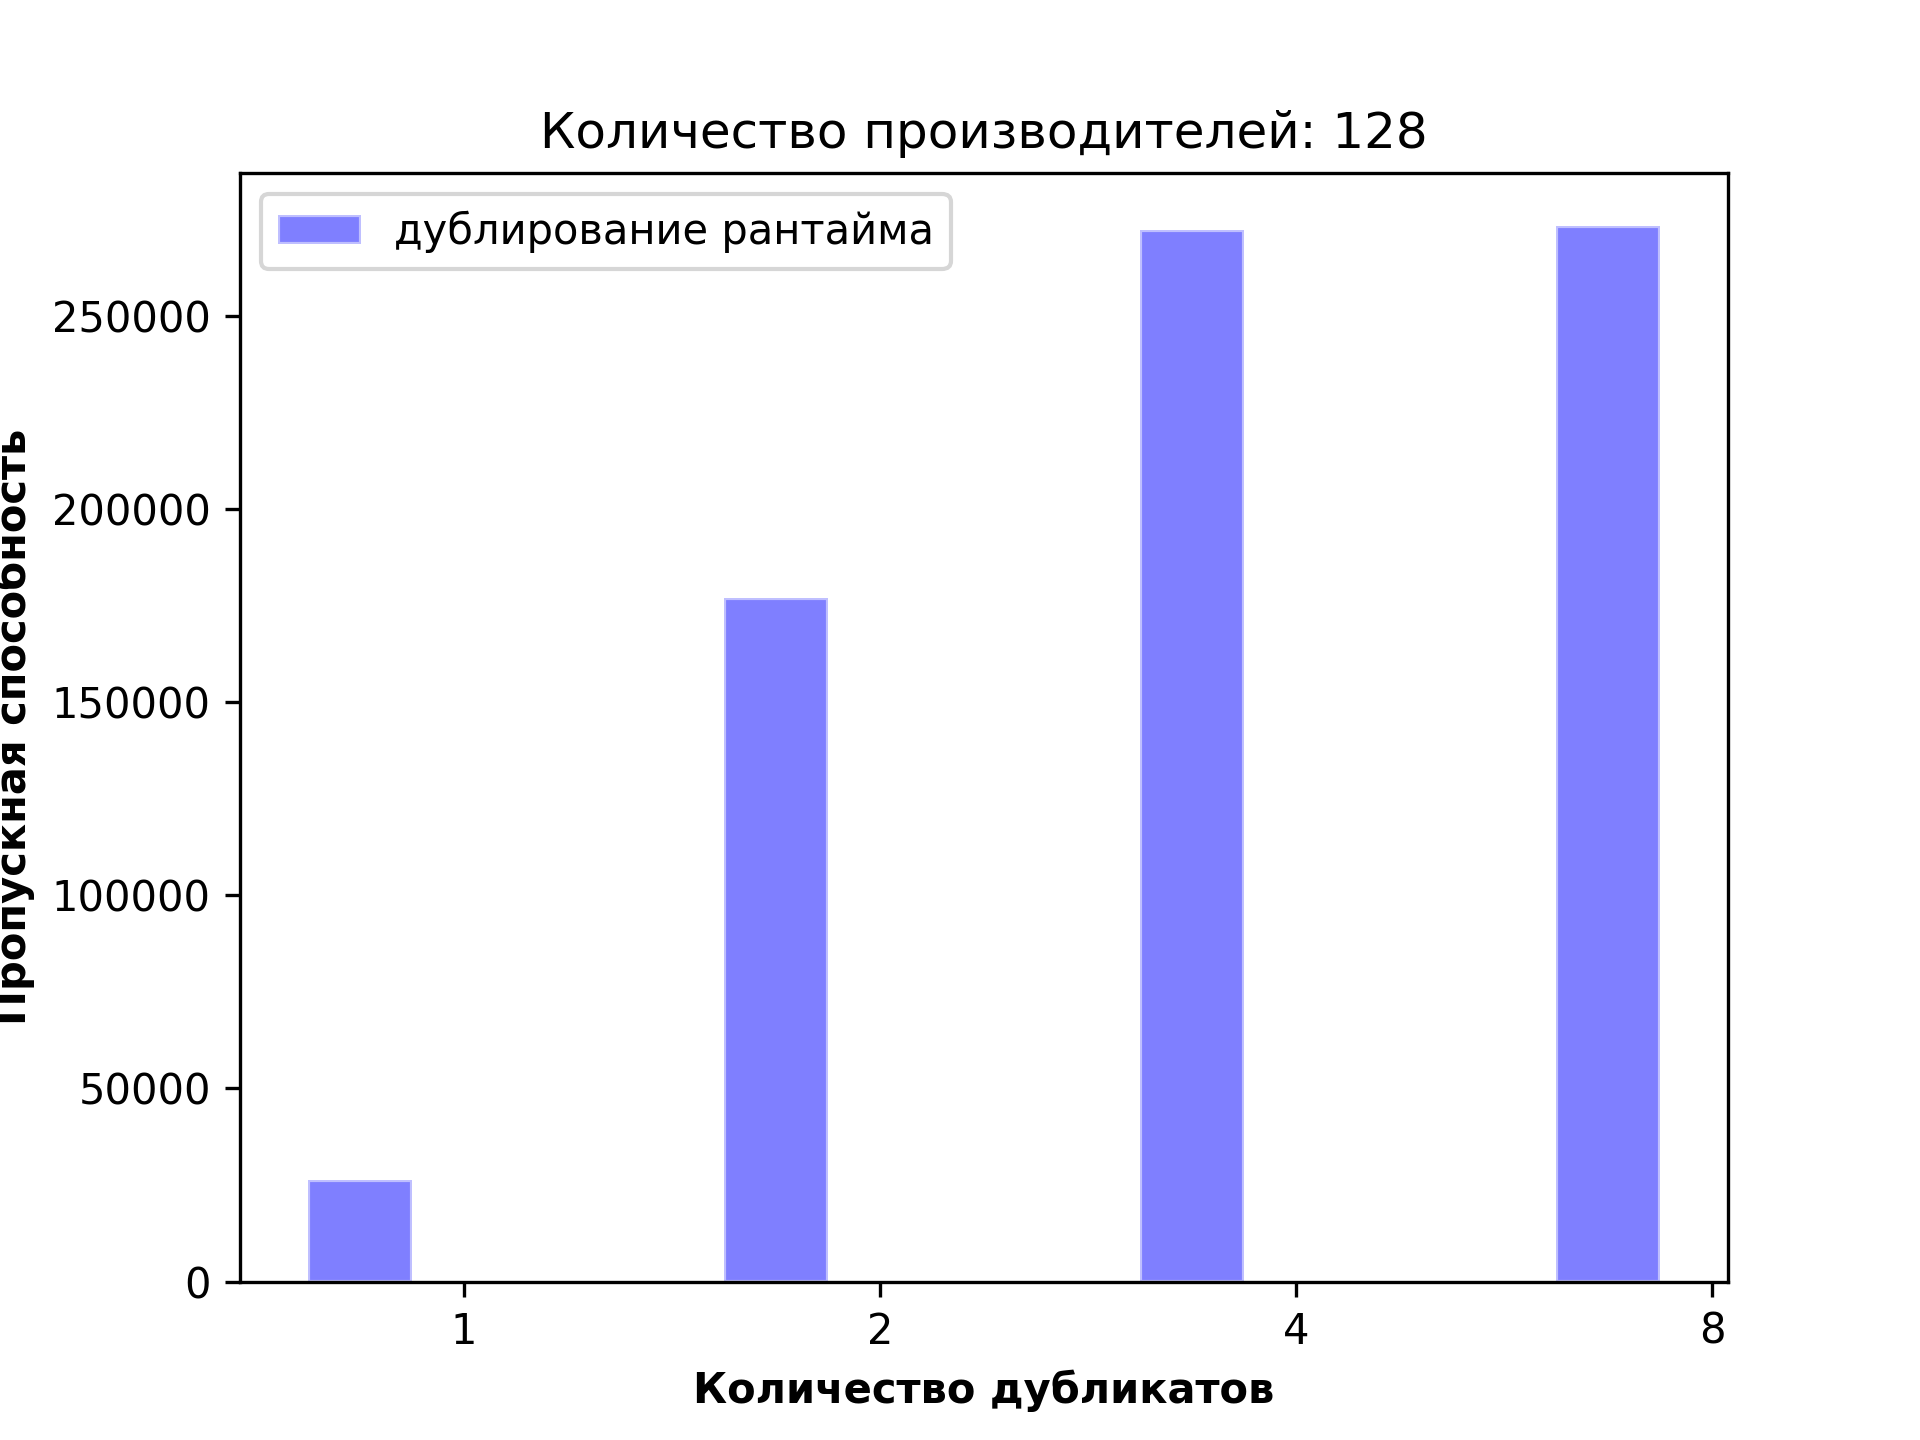 Количество производителей: 128
дублирование рантайма
Пропускная способность
250000
200000
150000
100000
50000
0
1 2 4 8
Количество дубликатов